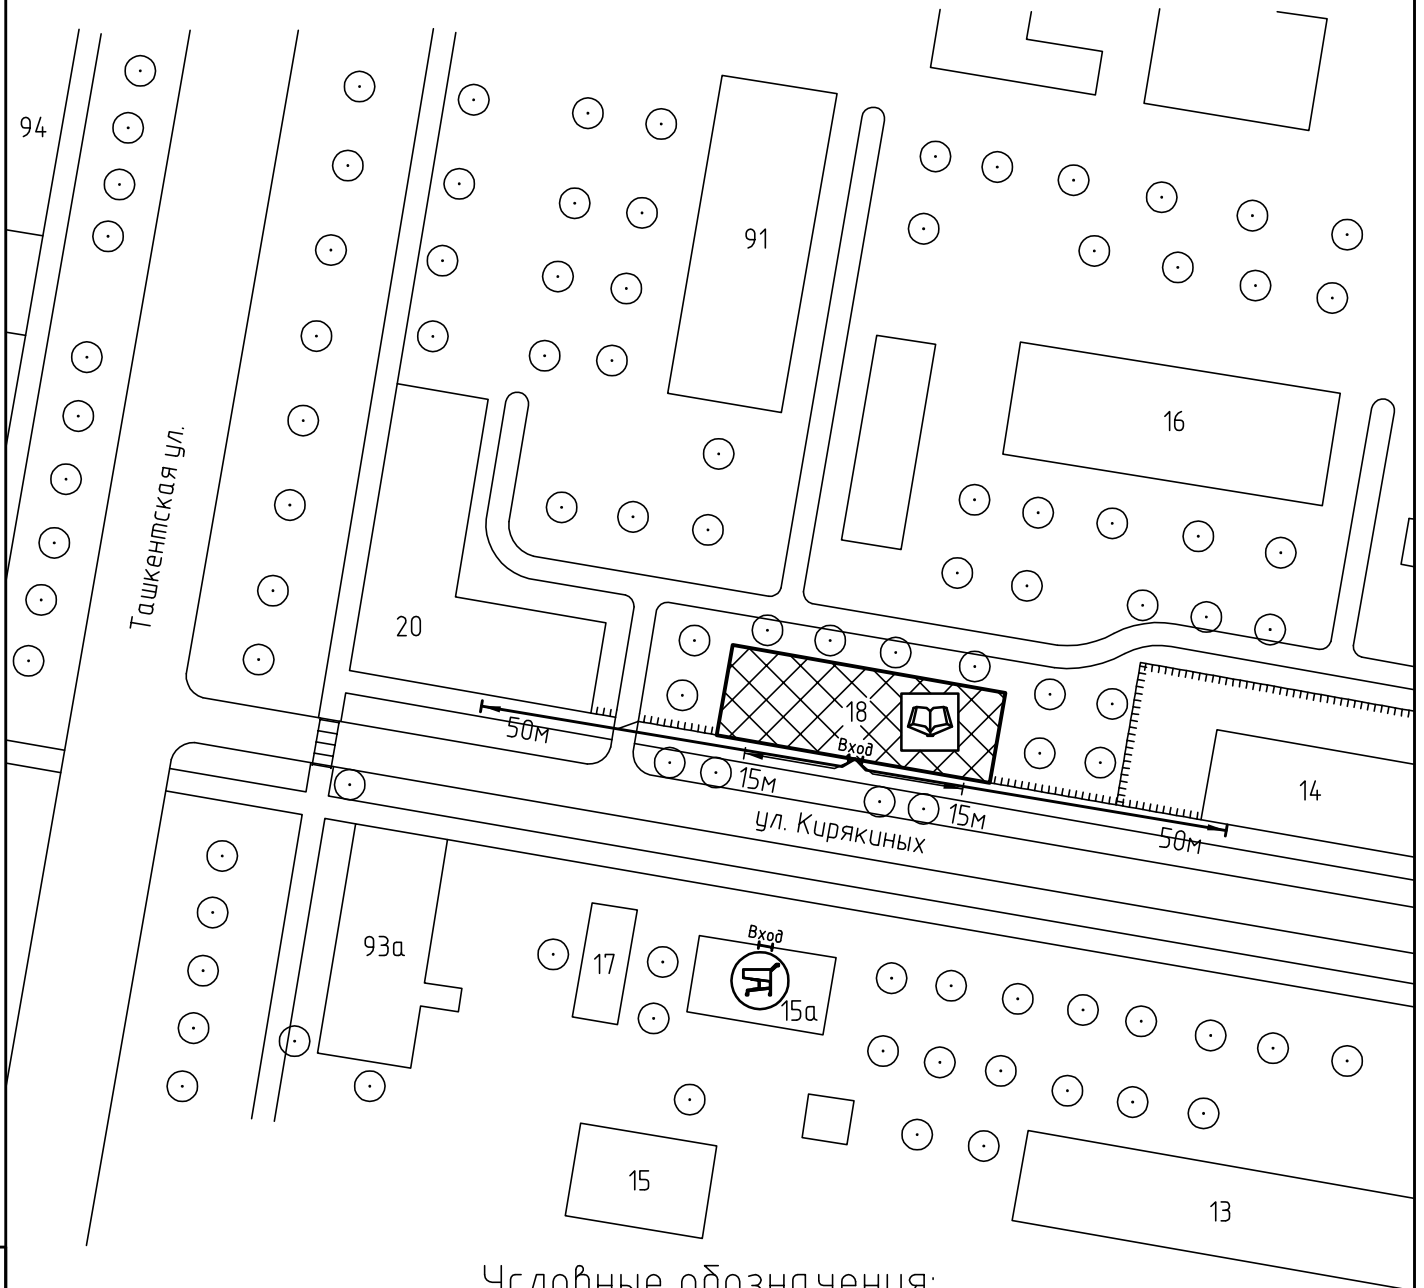 94
91
16
Ташкентская ул.
20
18
50м
Вход
15м
15м
14
ул. Кирякиных
50м
Вход
93а
17
15а
15
13
Условные обозначения: